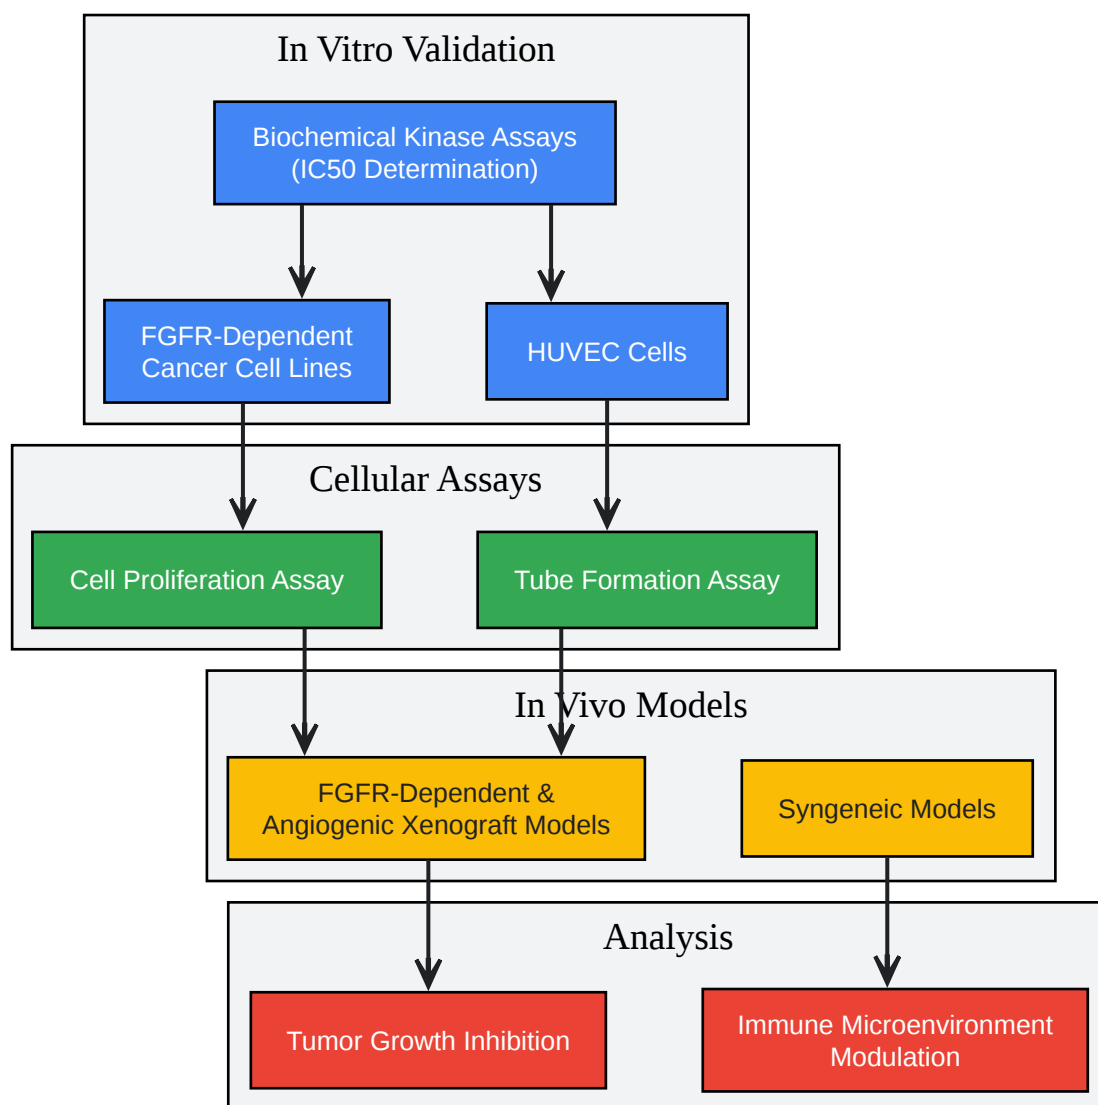 In Vitro Validation
Biochemical Kinase Assays
(IC50 Determination)
FGFR-Dependent
Cancer Cell Lines
HUVEC Cells
Cellular Assays
Cell Proliferation Assay
Tube Formation Assay
In Vivo Models
FGFR-Dependent &
Angiogenic Xenograft Models
Syngeneic Models
Analysis
Tumor Growth Inhibition
Immune Microenvironment
Modulation